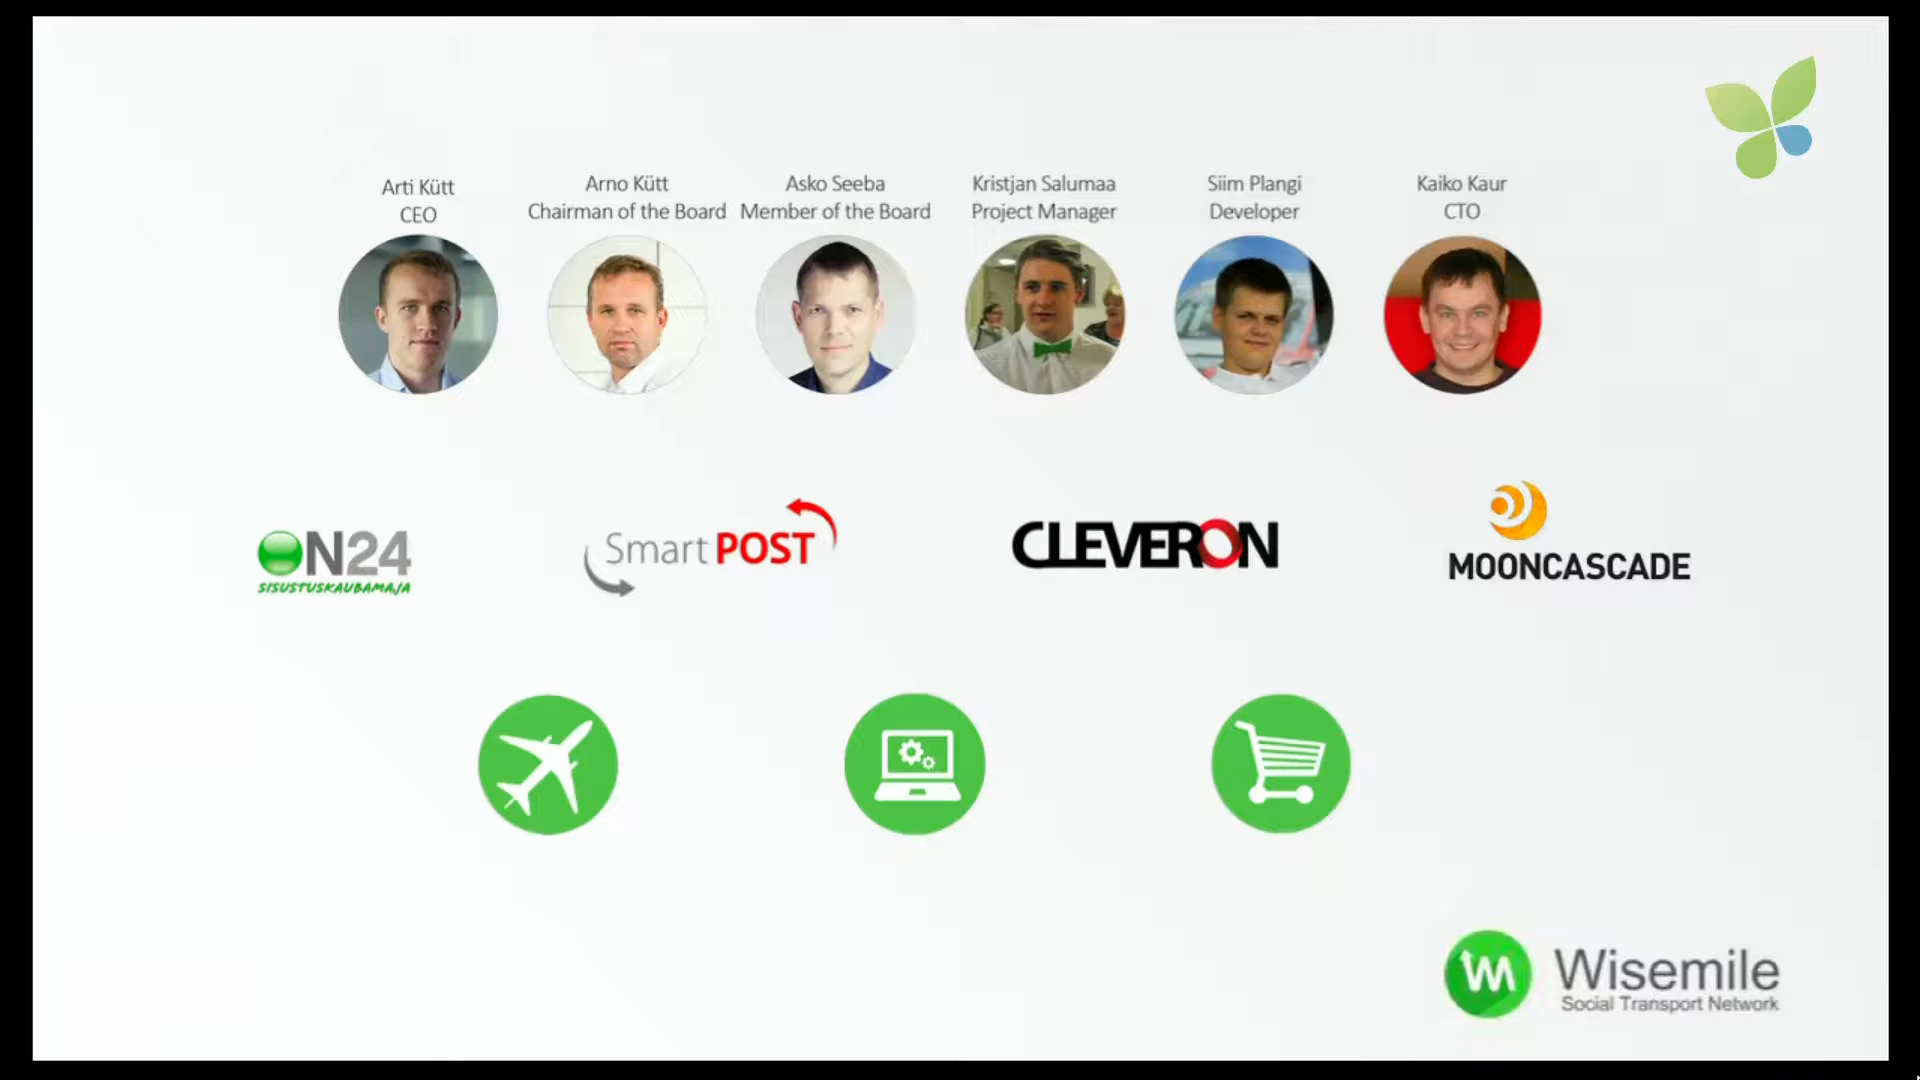 Arti Kütt
CEO
Arno Kütt
Chairman of the Board
Asko Seeba
Member of the Board
Kristjan Salumaa
Project Manager
Siim Plangi
Developer
Kaiko Kaur
CTO
ON24
SISUSTUSKAUBAMAJA
SmartPOST
CLEVERON
MOONCASCADE
Wisemile
Social Transport Network